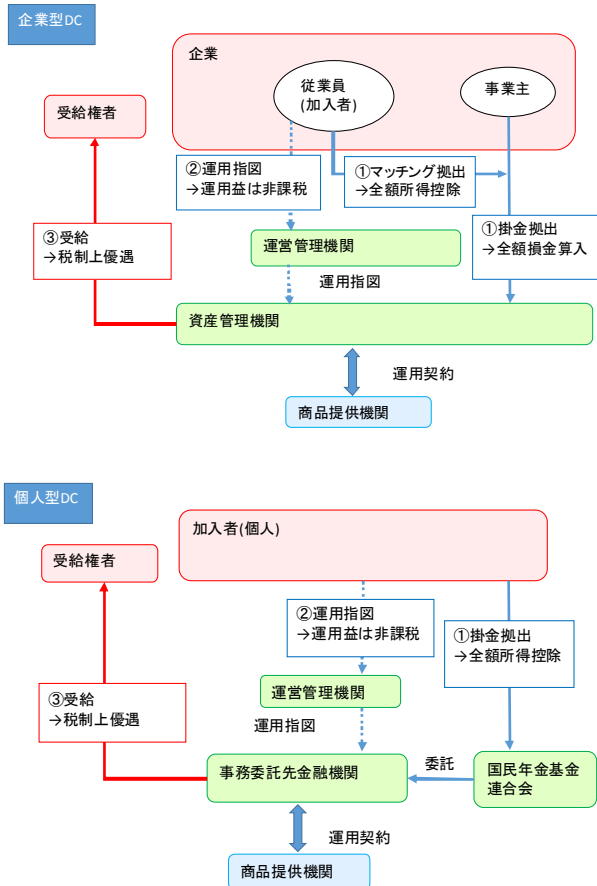 企業型DC
企業
従業員
(加入者)
事業主
受給権者
②運用指図
→運用益は非課税
①マッチング拠出
→全額所得控除
①掛金拠出
→全額損金算入
③受給
→税制上優遇
運営管理機関
運用指図
資産管理機関
運用契約
商品提供機関
個人型DC
加入者(個人)
受給権者
②運用指図
→運用益は非課税
①掛金拠出
→全額所得控除
③受給
→税制上優遇
運営管理機関
運用指図
事務委託先金融機関
委託
国民年金基金
連合会
運用契約
商品提供機関